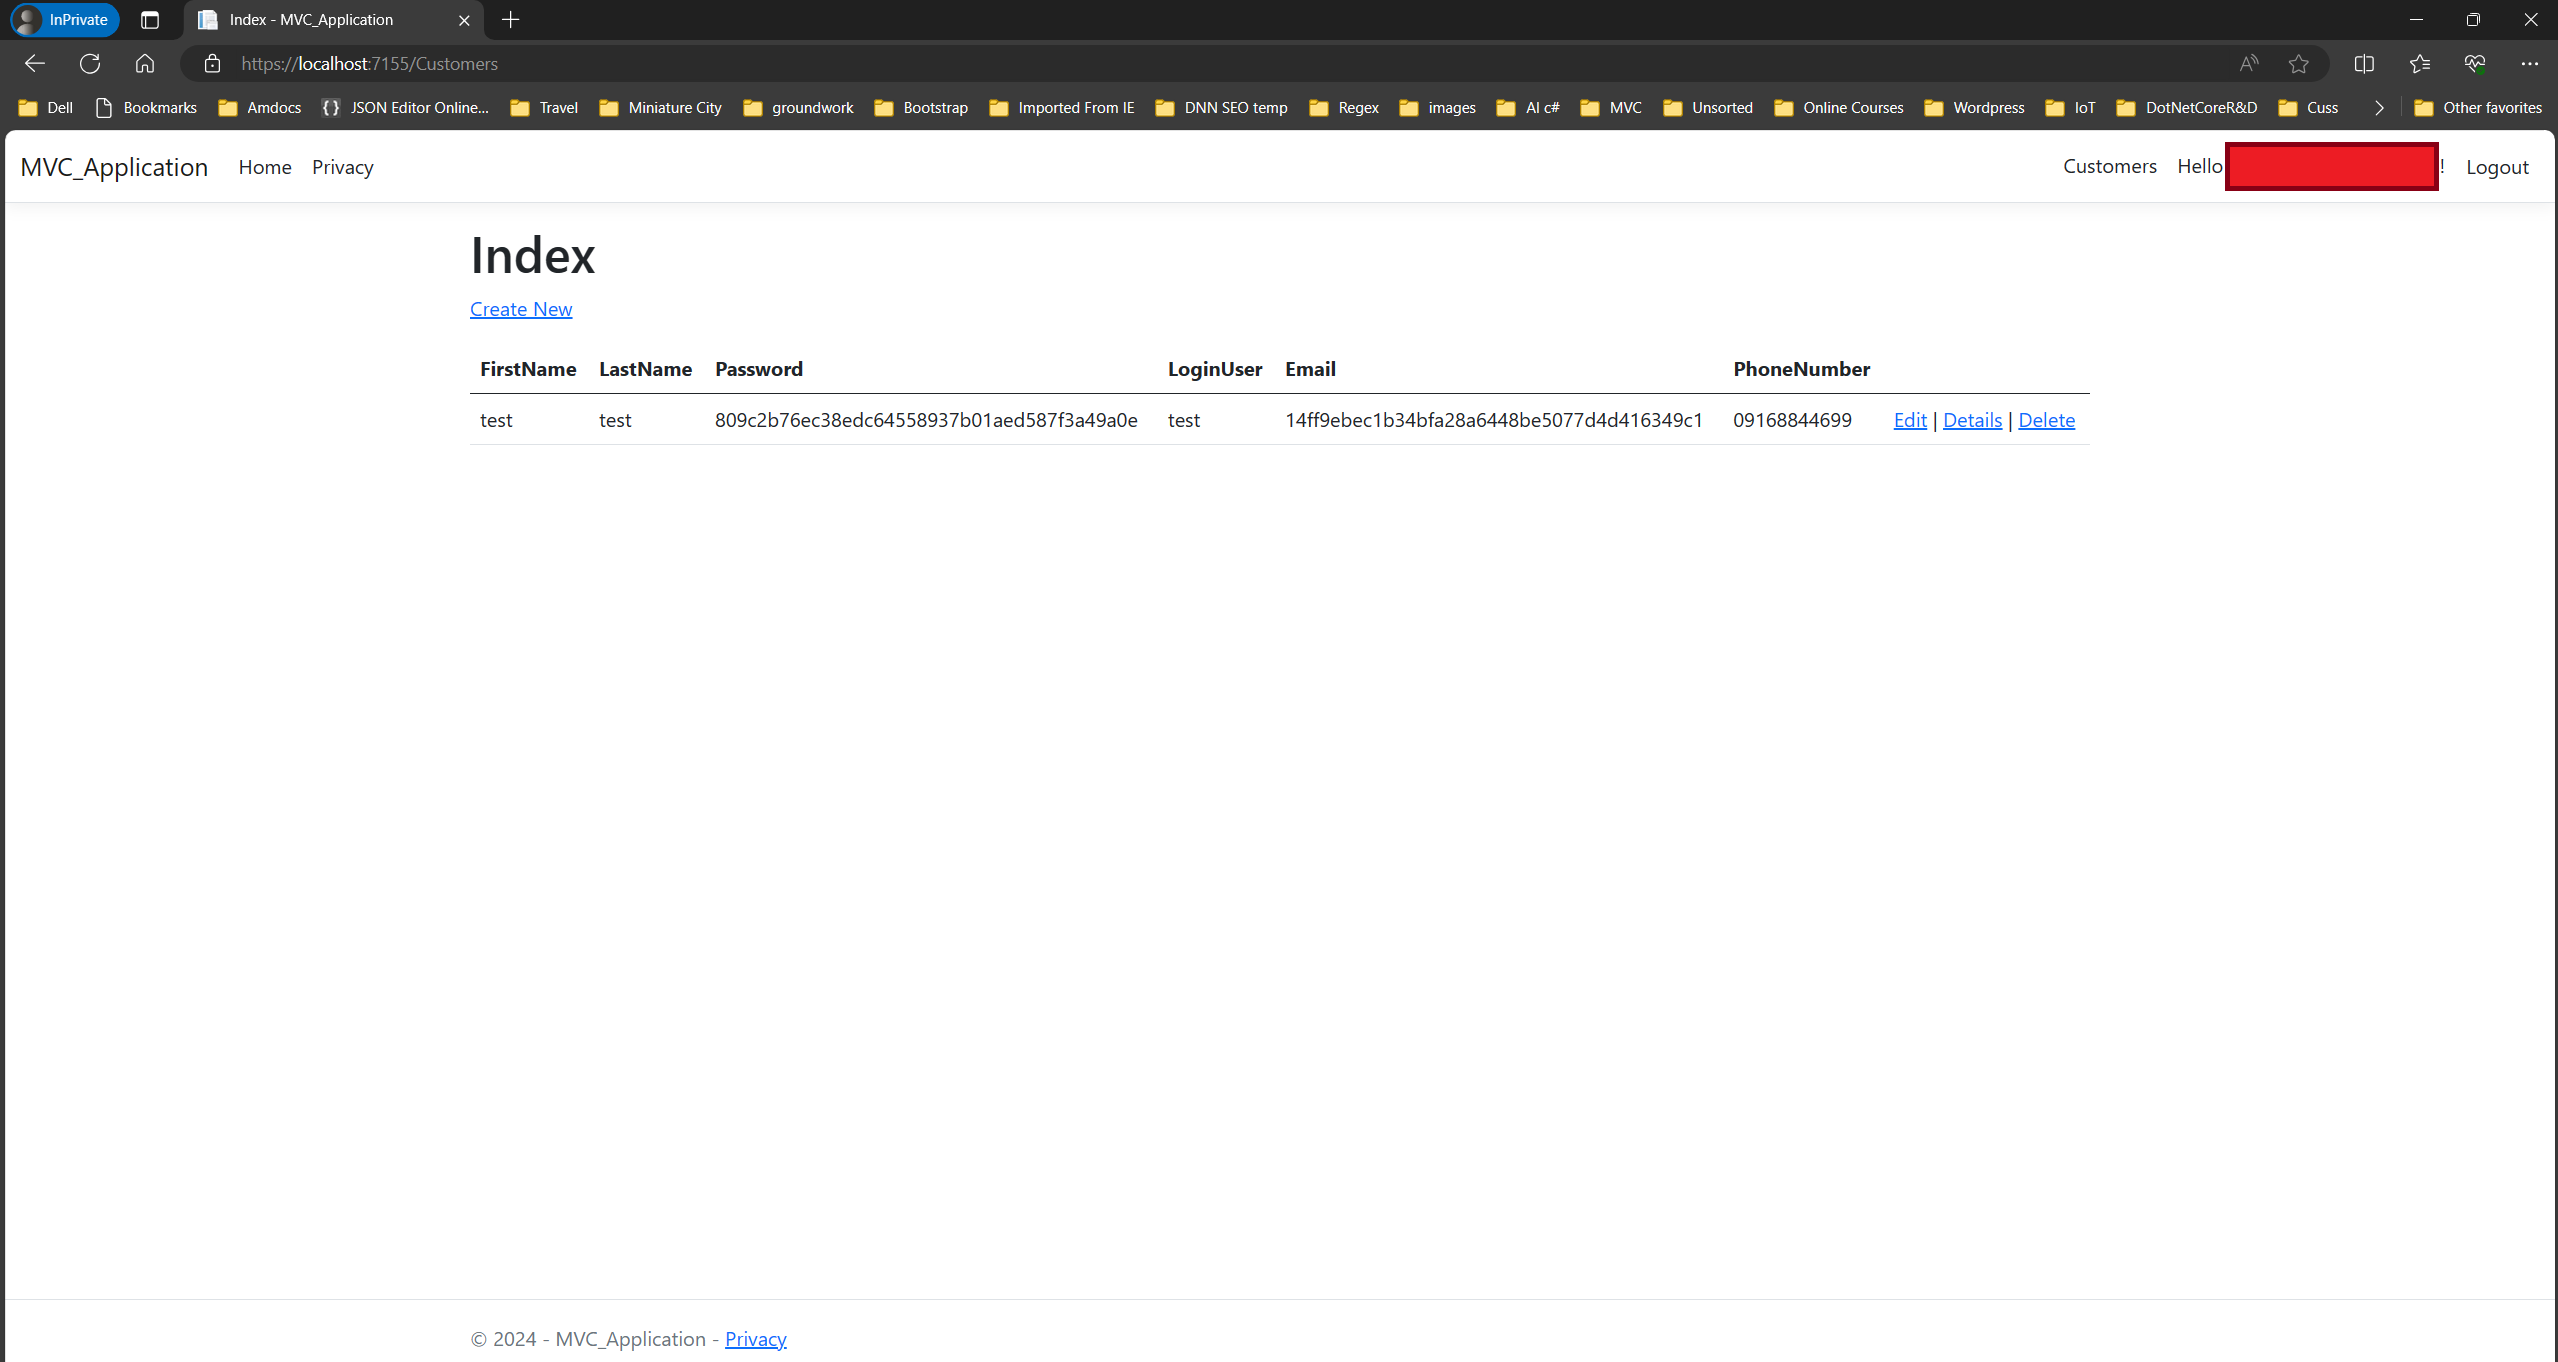 InPrivate Index - MVC_Application
https://localhost:7155/Customers
Dell Bookmarks Amdocs JSON Editor Online... Travel Miniature City groundwork Bootstrap Imported From IE DNN SEO temp Regex images AI c# MVC Unsorted Online Courses Wordpress IoT DotNetCoreR&D Cuss Other favorites
MVC_Application Home Privacy Customers Hello ! Logout
Index
Create New
FirstName LastName Password LoginUser Email PhoneNumber
test test 809c2b76ec38edc64558937b01aed587f3a49a0e test 14ff9ebec1b34bfa28a6448be5077d4d416349c1 09168844699 Edit | Details | Delete
© 2024 - MVC_Application - Privacy